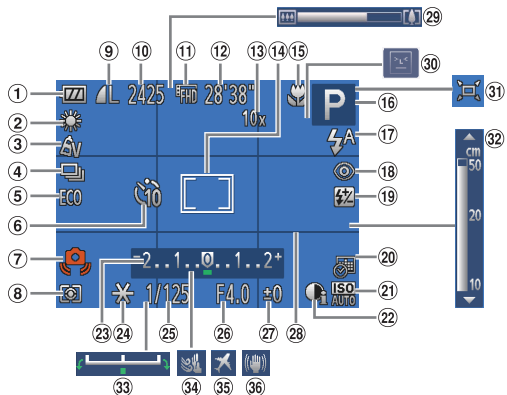 29
9 10 11 12 13 14 15
30
1 L 2425 FHD 28'38" P 16 31
10x
2 A 17 32
3 Av cm
4 18 50
5 ECO 19
6 10 20
7 -2..1..0..1..2+ 20
8 1/125 F4.0 ±0 i ISO AUTO 21 10
23 24 25 26 27 28 22
33 34 35 36